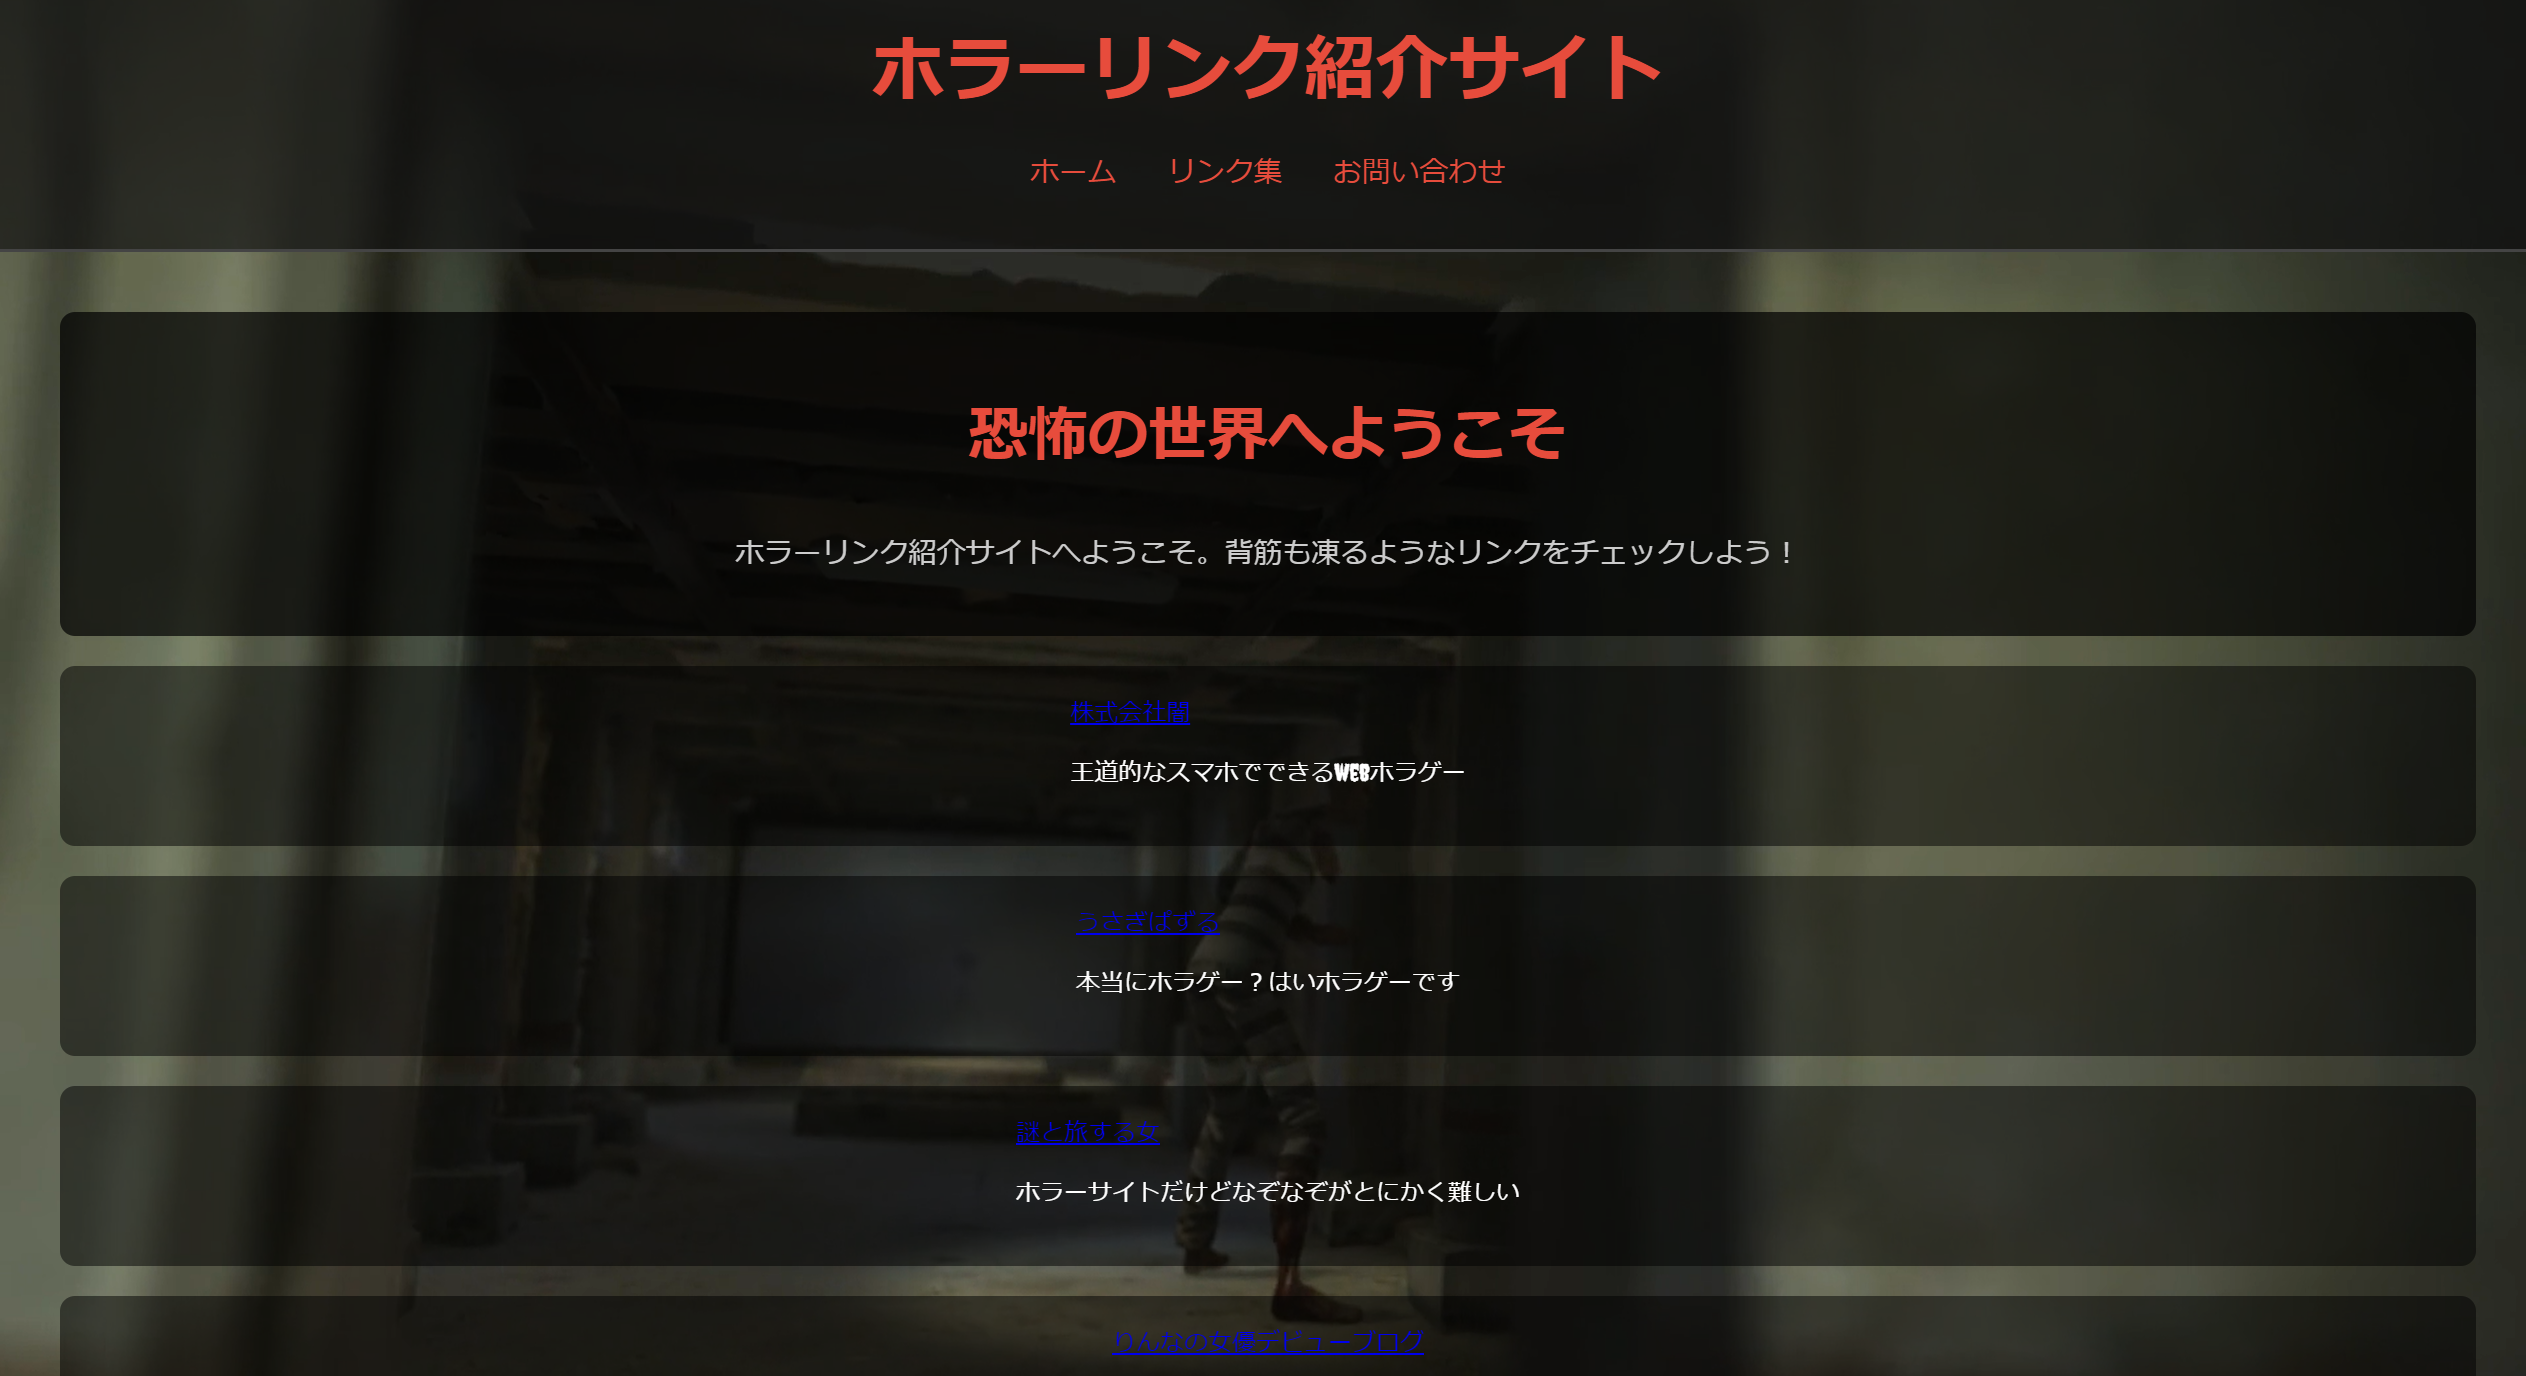 ホラーリンク紹介サイト
ホーム リンク集 お問い合わせ
恐怖の世界へようこそ
ホラーリンク紹介サイトへようこそ。背筋も凍るようなリンクをチェックしよう！
株式会社闇
王道的なスマホでできるWEBホラゲー
うさぎぱずる
本当にホラゲー？はいホラゲーです
謎と旅する女
ホラーサイトだけどなぞなぞがとにかく難しい
りんなの女優デビューブログ